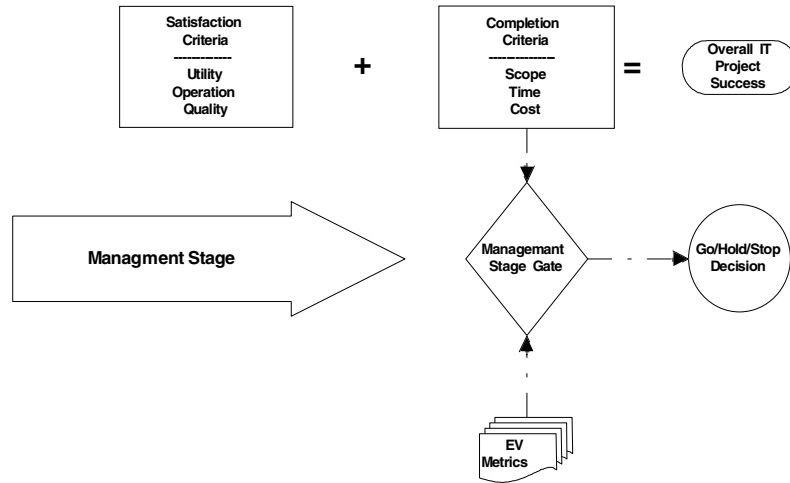 Satisfaction
Criteria
-------------
Utility
Operation
Quality
+
Completion
Criteria
---------------
Scope
Time
Cost
=
Overall IT
Project
Success
Managment Stage
Managemant
Stage Gate
Go/Hold/Stop
Decision
EV
Metrics